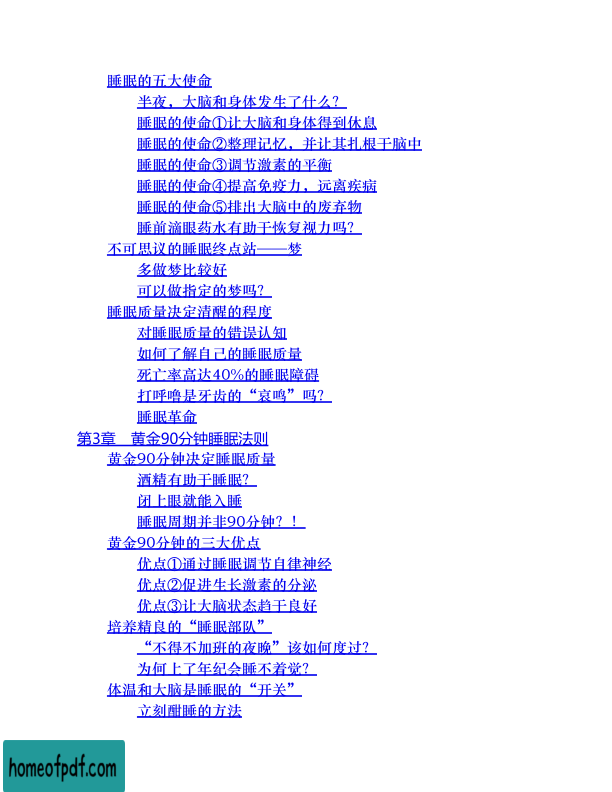 睡眠的五大使命
半夜，大脑和身体发生了什么？
睡眠的使命①让大脑和身体得到休息
睡眠的使命②整理记忆，并让其扎根于脑中
睡眠的使命③调节激素的平衡
睡眠的使命④提高免疫力，远离疾病
睡眠的使命⑤排出大脑中的废弃物
睡前滴眼药水有助于恢复视力吗？
不可思议的睡眠终点站——梦
多做梦比较好
可以做指定的梦吗？
睡眠质量决定清醒的程度
对睡眠质量的错误认知
如何了解自己的睡眠质量
死亡率高达40%的睡眠障碍
打呼噜是牙齿的“哀鸣”吗？
睡眠革命
第3章　黄金90分钟睡眠法则
黄金90分钟决定睡眠质量
酒精有助于睡眠？
闭上眼就能入睡
睡眠周期并非90分钟？！
黄金90分钟的三大优点
优点①通过睡眠调节自律神经
优点②促进生长激素的分泌
优点③让大脑状态趋于良好
培养精良的“睡眠部队”
“不得不加班的夜晚”该如何度过？
为何上了年纪会睡不着觉？
体温和大脑是睡眠的“开关”
立刻酣睡的方法
homeofpdf.com